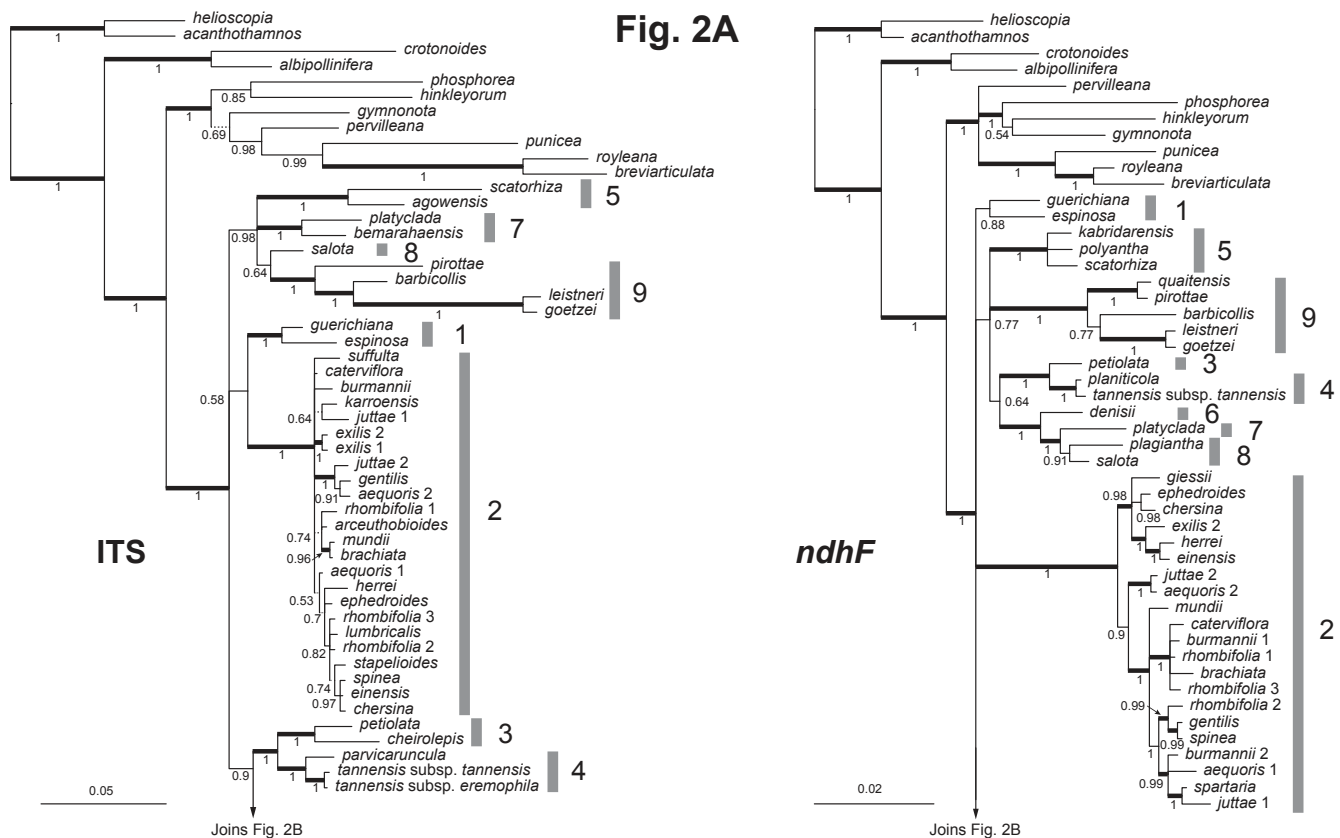 Fig. 2A
helioscopia
1
acanthothamnos
crotonoides
1
albipollinifera
phosphorea
0.85
hinkleyorum
1
gymnonota
0.69
pervilleana
0.98
punicea
0.99
royleana
1
breviarticulata
1
scatorhiza
1
agowensis
5
platyclada
0.98
1
bemarahaensis
7
salota
8
0.64
pirottae
1
barbicollis
1
leistneri
9
1
goetzei
1
guerichiana
1
1
espinosa
suffulta
caterviflora
0.58
burmannii
karroensis
0.64
juttae 1
exilis 2
1
1
exilis 1
juttae 2
1
gentilis
0.91
aequoris 2
2
rhombifolia 1
arceuthobioides
0.74
mundii
0.96
brachiata
aequoris 1
herrei
0.53
ephedroides
0.7
rhombifolia 3
lumbricalis
0.82
rhombifolia 2
stapelioides
0.74
spinea
einensis
0.97
chersina
1
ITS
petiolata
1
cheirolepis
3
1
parvicaruncula
0.9
1
tannensis subsp. tannensis
4
1
tannensis subsp. eremophila
0.05
Joins Fig. 2B
helioscopia
1
acanthothamnos
crotonoides
1
albipollinifera
pervilleana
phosphorea
1
hinkleyorum
0.54
1
gymnonota
punicea
1
royleana
1
1
breviarticulata
guerichiana
1
0.88
espinosa
kabridarensis
polyantha
5
1
scatorhiza
quaitensis
1
pirottae
1
barbicollis
9
0.77
0.77
leistneri
1
goetzei
petiolata
3
1
planiticola
4
1
tannensis subsp. tannensis
0.64
denisii
6
1
platyclada
7
1
plagiantha
8
0.91
salota
1
giessii
0.98
ephedroides
0.98
chersina
exilis 2
1
herrei
1
einensis
1
juttae 2
1
aequoris 2
mundii
0.9
caterviflora
2
burmannii 1
1
rhombifolia 1
brachiata
1
rhombifolia 3
0.99
rhombifolia 2
gentilis
0.99
spinea
1
burmannii 2
aequoris 1
0.99
spartaria
1
juttae 1
ndhF
0.02
Joins Fig. 2B